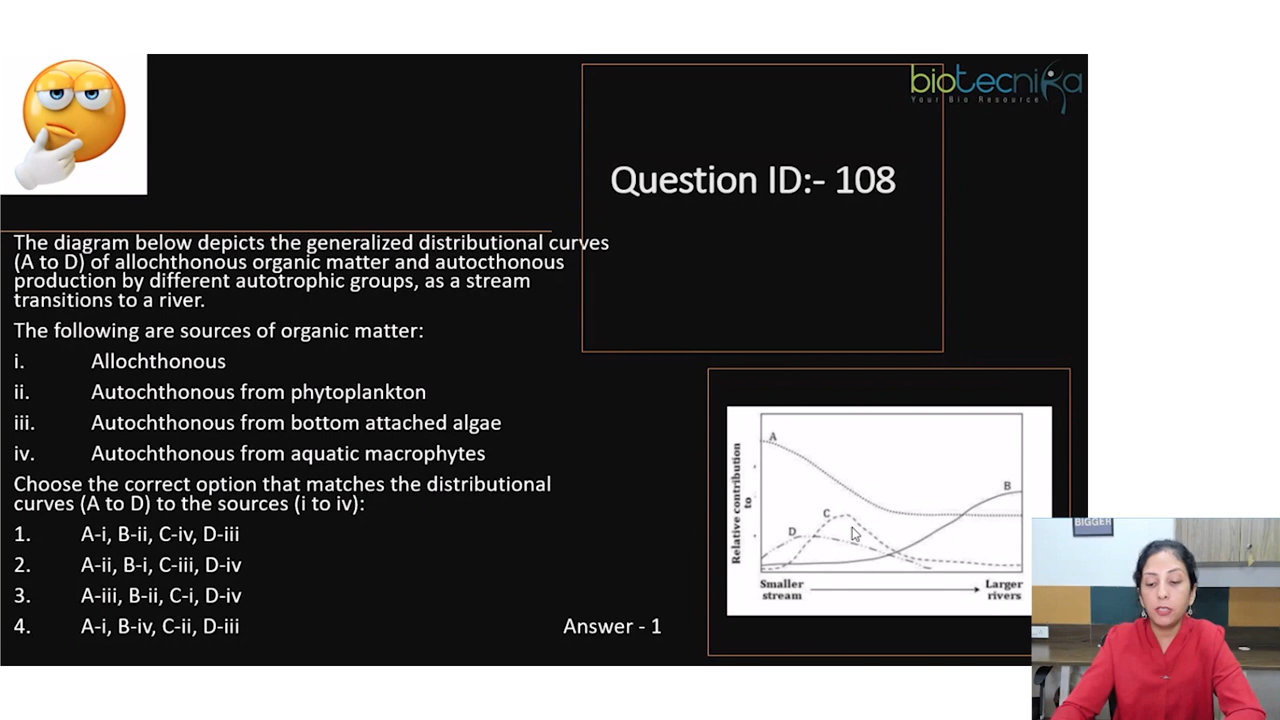 biotecnika
Your Bio Resource
Question ID:- 108
The diagram below depicts the generalized distributional curves
(A to D) of allochthonous organic matter and autocthonous
production by different autotrophic groups, as a stream
transitions to a river.
The following are sources of organic matter:
i. Allochthonous
ii. Autochthonous from phytoplankton
iii. Autochthonous from bottom attached algae
iv. Autochthonous from aquatic macrophytes
Choose the correct option that matches the distributional
curves (A to D) to the sources (i to iv):
1. A-i, B-ii, C-iv, D-iii
2. A-ii, B-i, C-iii, D-iv
3. A-iii, B-ii, C-i, D-iv
4. A-i, B-iv, C-ii, D-iii
Answer - 1
Relative contribution
to
A
B
C
D
Smaller
stream
Larger
rivers
BIGGER